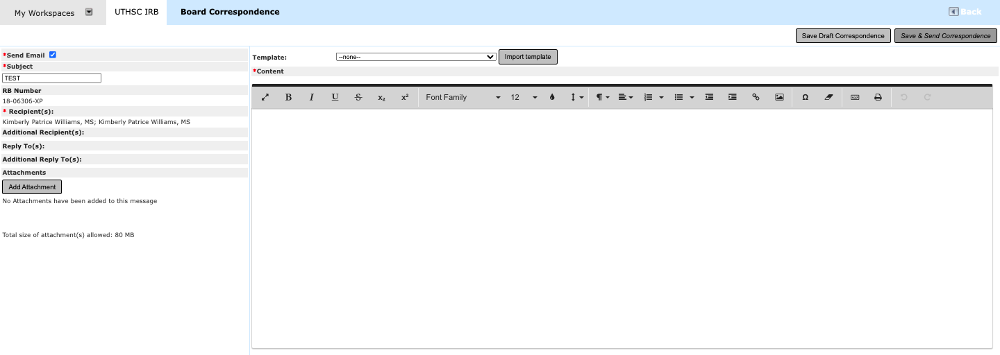 My Workspaces
UTHSC IRB
Board Correspondence
Back
Save Draft Correspondence
Save & Send Correspondence
*Send Email
*Subject
TEST
RB Number
18-06306-XP
* Recipient(s):
Kimberly Patrice Williams, MS; Kimberly Patrice Williams, MS
Additional Recipient(s):
Reply To(s):
Additional Reply To(s):
Attachments
Add Attachment
No Attachments have been added to this message
Total size of attachment(s) allowed: 80 MB
Template:
--none--
Import template
*Content
B I U S x₂ x² Font Family 12 ¶ Ω